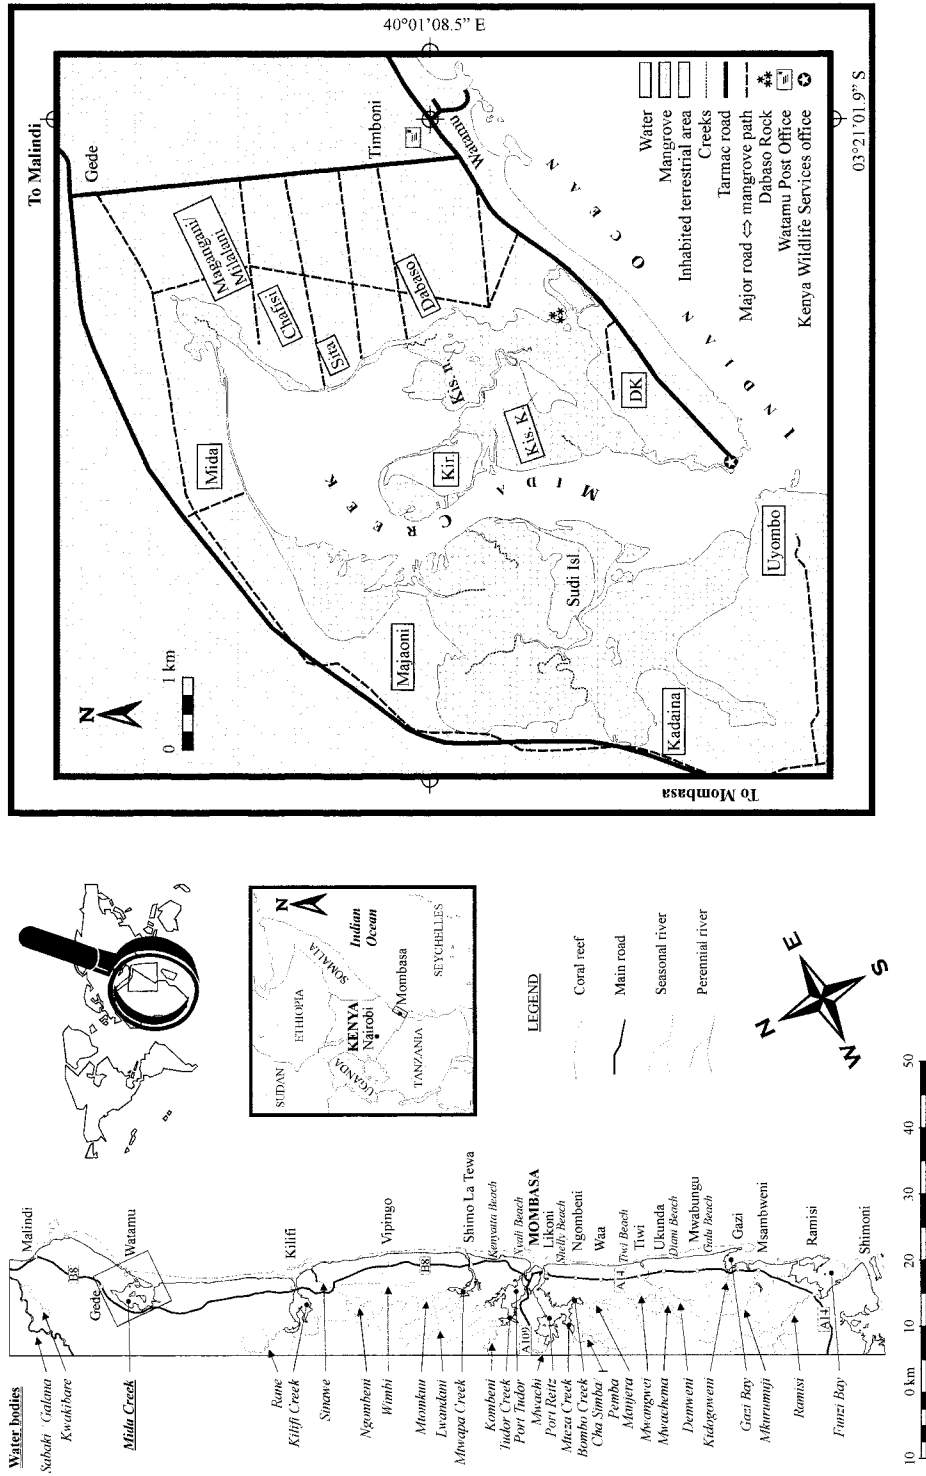 To Malindi
Gede
Magangani/
Milalani
Chafisi
Sita
Dabaso
Timboni
Watamu
40°01'08.5” E
03°21'01.9” S
Mida
Kis. n.
Kis. K.
Kir.
DK
MIDA CREEK
INDIAN OCEAN
Majaoni
Sudi Isl.
Uyombo
Kadaina
To Mombasa
N
0 1 km
Water
Mangrove
Inhabited terrestrial area
Creeks
Tarmac road
Major road ⇔ mangrove path
Dabaso Rock
Watamu Post Office
Kenya Wildlife Services office
Water bodies
Sabaki - Galana
Kwakibare
Mida Creek
Rane
Kilifi Creek
Sinawe
Ngombeni
Wimbi
Mtomkuu
Lwandani
Mtwapa Creek
Kombeni
Tudor Creek
Port Tudor
Mwachi
Port Reitz
Mteza Creek
Bombo Creek
Cha Simba/
Pemba
Manjera
Mwangwei
Mwachema
Denweni
Kidogoweni
Gazi Bay
Mkurumuji
Ramisi
Funzi Bay
Malindi
B8
Gede
Watamu
Kilifi
Vipingo
B8
Shimo La Tewa
Kenyatta Beach
Nyali Beach
MOMBASA
A109
Likoni
Shelly Beach
Ngombeni
Waa
Tiwi Beach
A14
Tiwi
Ukunda
Diani Beach
Mwabungu
Galu Beach
Gazi
Msambweni
Ramisi
A14
Shimoni
SUDAN
ETHIOPIA
SOMALIA
UGANDA
KENYA
Nairobi
TANZANIA
Mombasa
SEYCHELLES
Indian
Ocean
N
LEGEND
Coral reef
Main road
Seasonal river
Perennial river
N
E
S
W
10 0 km 10 20 30 40 50